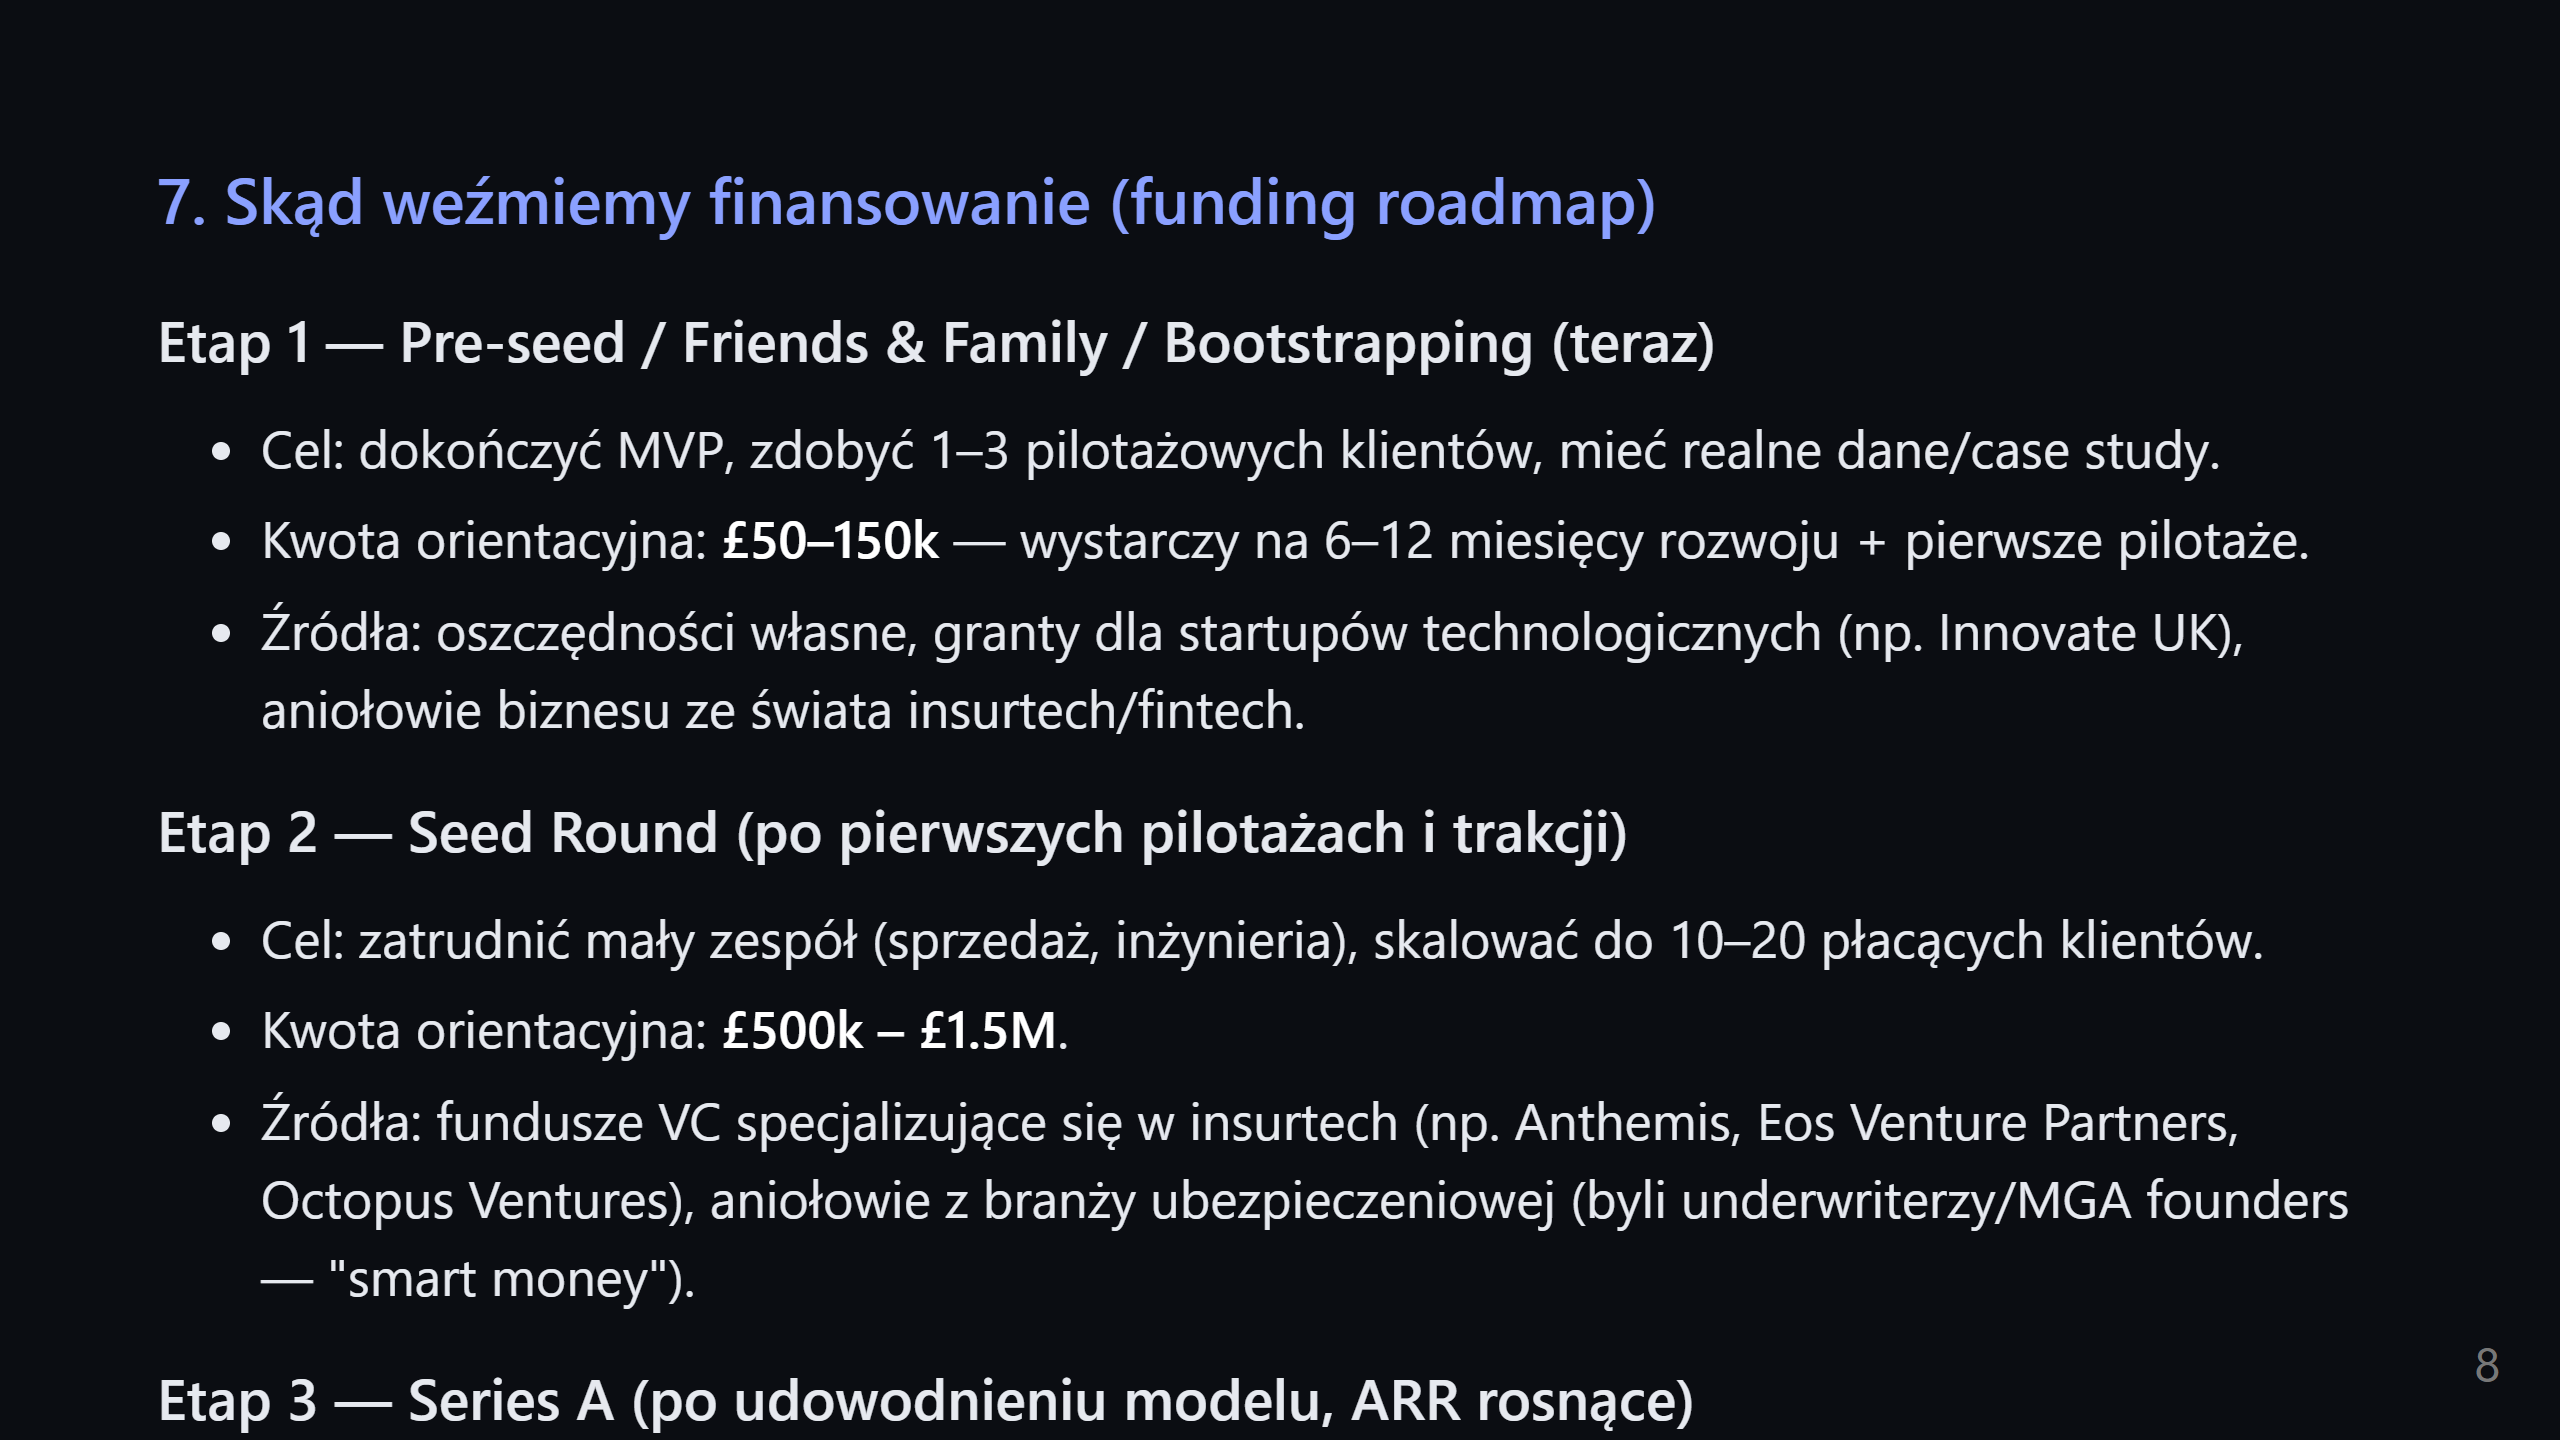 7. Skąd weźmiemy finansowanie (funding roadmap)
Etap 1 — Pre-seed / Friends & Family / Bootstrapping (teraz)
• Cel: dokończyć MVP, zdobyć 1–3 pilotażowych klientów, mieć realne dane/case study.
• Kwota orientacyjna: £50–150k — wystarczy na 6–12 miesięcy rozwoju + pierwsze pilotaże.
• Źródła: oszczędności własne, granty dla startupów technologicznych (np. Innovate UK),
aniołowie biznesu ze świata insurtech/fintech.
Etap 2 — Seed Round (po pierwszych pilotażach i trakcji)
• Cel: zatrudnić mały zespół (sprzedaż, inżynieria), skalować do 10–20 płacących klientów.
• Kwota orientacyjna: £500k – £1.5M.
• Źródła: fundusze VC specjalizujące się w insurtech (np. Anthemis, Eos Venture Partners,
Octopus Ventures), aniołowie z branży ubezpieczeniowej (byli underwriterzy/MGA founders
— "smart money").
Etap 3 — Series A (po udowodnieniu modelu, ARR rosnące)
8